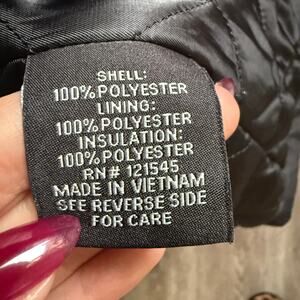 SHELL:
100% POLYESTER
LINING:
100% POLYESTER
INSULATION:
100% POLYESTER
RN# 121545
MADE IN VIETNAM
SEE REVERSE SIDE
FOR CARE